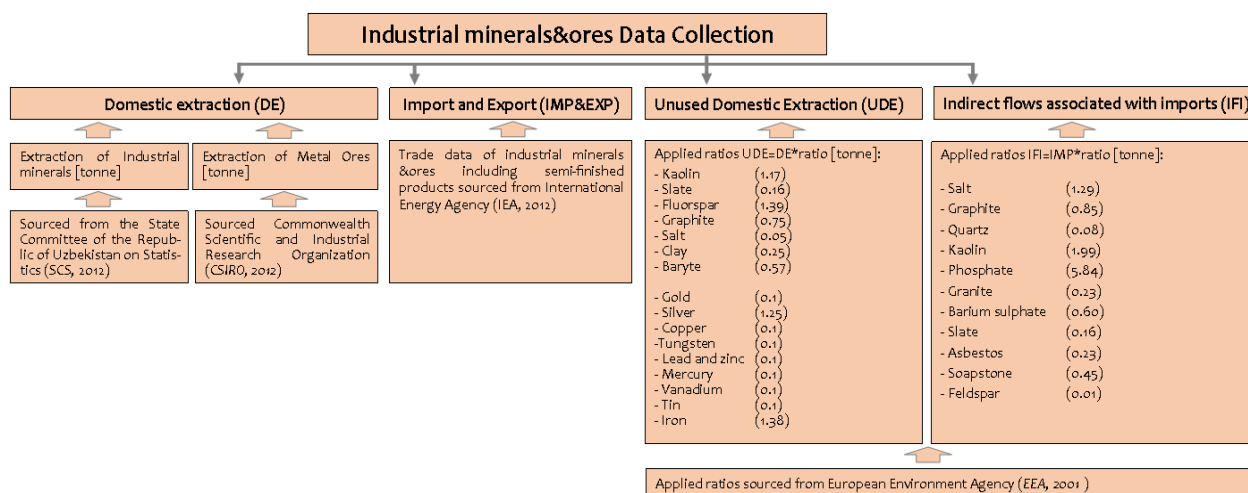 Industrial minerals&ores Data Collection
Domestic extraction (DE)
Extraction of Industrial
minerals [tonne]
Sourced from the State
Committee of the Repub-
lic of Uzbekistan on Statis-
tics (SCS, 2012)
Extraction of Metal Ores
[tonne]
Sourced Commonwealth
Scientific and Industrial
Research Organization
(CSIRO, 2012)
Import and Export (IMP&EXP)
Trade data of industrial minerals
&ores including semi-finished
products sourced from International
Energy Agency (IEA, 2012)
Unused Domestic Extraction (UDE)
Applied ratios UDE=DE*ratio [tonne]:
- Kaolin (1.17)
- Slate (0.16)
- Fluorspar (1.39)
- Graphite (0.75)
- Salt (0.05)
- Clay (0.25)
- Baryte (0.57)
- Gold (0.1)
- Silver (1.25)
- Copper (0.1)
-Tungsten (0.1)
- Lead and zinc (0.1)
- Mercury (0.1)
- Vanadium (0.1)
- Tin (0.1)
- Iron (1.38)
Indirect flows associated with imports (IFI)
Applied ratios IFI=IMP*ratio [tonne]:
- Salt (1.29)
- Graphite (0.85)
- Quartz (0.08)
- Kaolin (1.99)
- Phosphate (5.84)
- Granite (0.23)
- Barium sulphate (0.60)
- Slate (0.16)
- Asbestos (0.23)
- Soapstone (0.45)
- Feldspar (0.01)
Applied ratios sourced from European Environment Agency (EEA, 2001 )